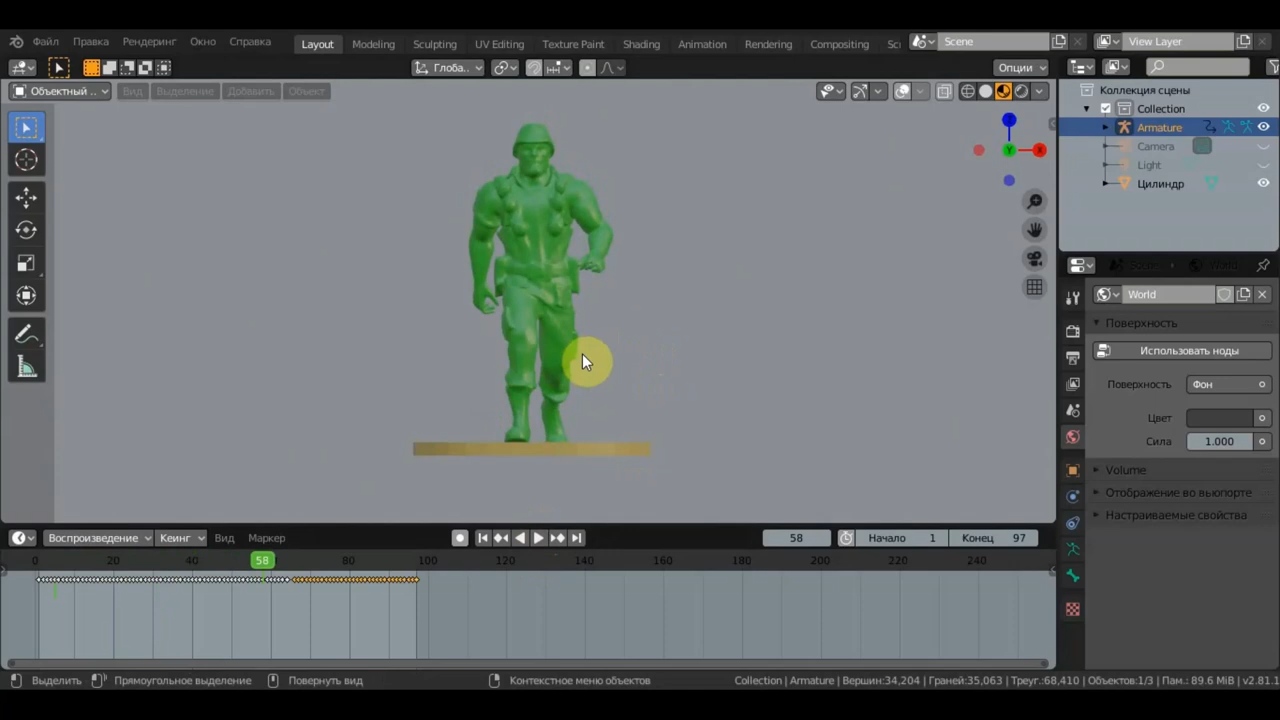 Файл Правка Рендеринг Окно Справка Layout Modeling Sculpting UV Editing Texture Paint Shading Animation Rendering Compositing Sc Scene View Layer
Глоба.. Опции
Объектный .. Вид Выделение Добавить Объект
Коллекция сцены
Collection
Armature
Camera
Light
Цилиндр
Z
Y X
Scene World
World
Поверхность
Использовать ноды
Поверхность Фон
Цвет
Сила 1.000
Volume
Отображение во вьюпорте
Настраиваемые свойства
Воспроизведение Кеинг Вид Маркер 58 Начало 1 Конец 97
0 20 40 58 80 100 120 140 160 180 200 220 240
Выделить Прямоугольное выделение Повернуть вид Контекстное меню объектов Collection | Armature | Вершин:34,204 | Граней:35,063 | Треуг.:68,410 | Объектов:1/3 | Пам.: 89.6 MiB | v2.81.1